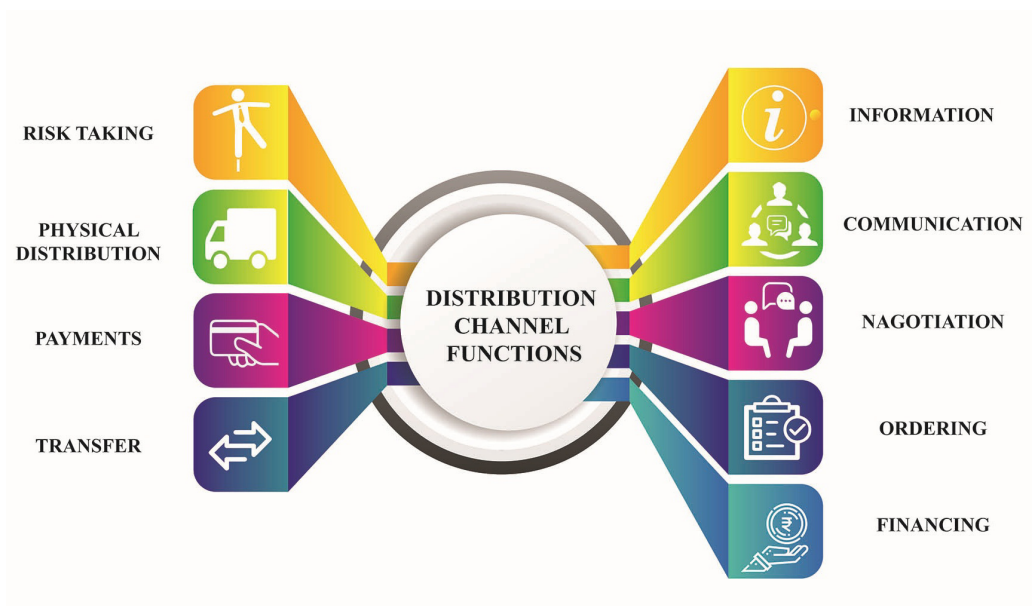 RISK TAKING
PHYSICAL
DISTRIBUTION
PAYMENTS
TRANSFER
DISTRIBUTION
CHANNEL
FUNCTIONS
INFORMATION
COMMUNICATION
NAGOTIATION
ORDERING
FINANCING
i
₹